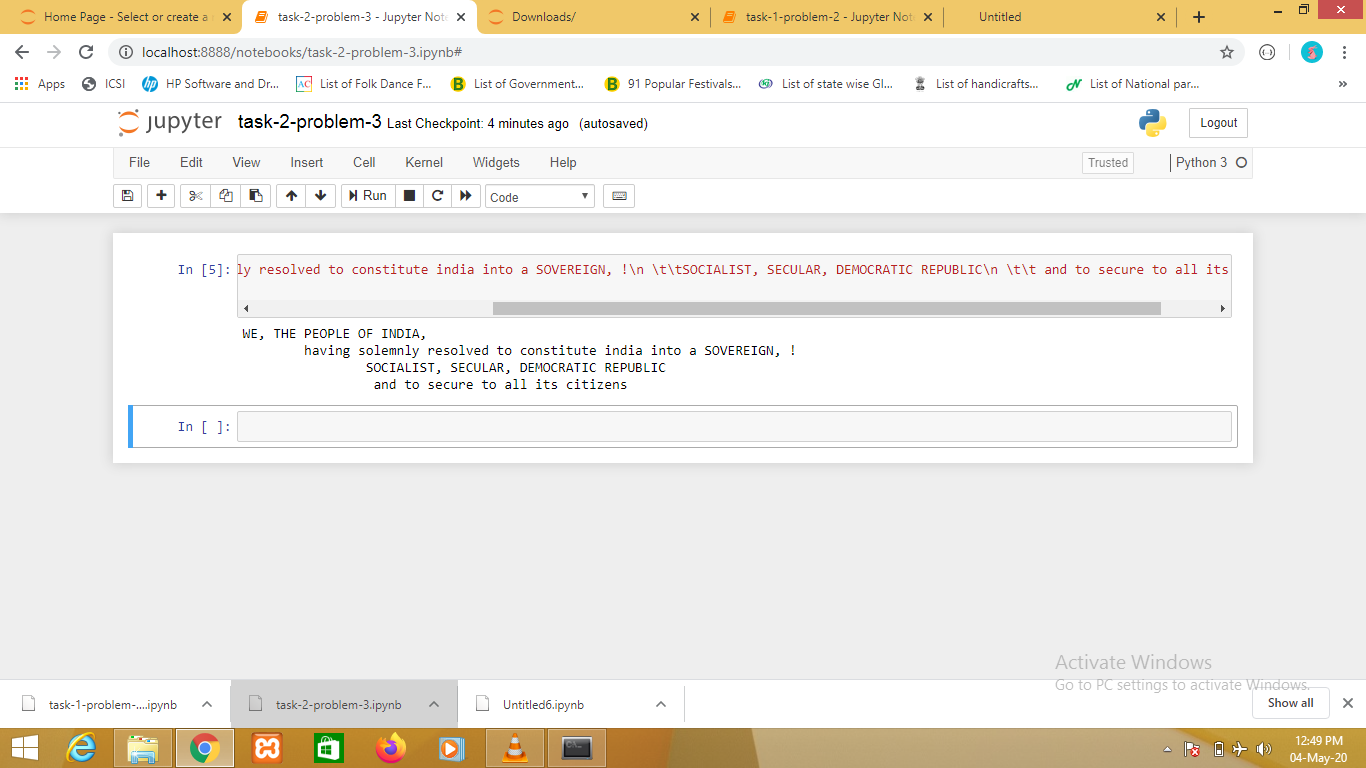 Home Page - Select or create a
task-2-problem-3 - Jupyter Not
Downloads/
task-1-problem-2 - Jupyter Not
Untitled
localhost:8888/notebooks/task-2-problem-3.ipynb#
Apps
ICSI
HP Software and Dr...
AC
List of Folk Dance F...
B
List of Government...
B
91 Popular Festivals...
List of state wise GI...
List of handicrafts...
List of National par...
»
jupyter task-2-problem-3 Last Checkpoint: 4 minutes ago (autosaved)
Logout
File Edit View Insert Cell Kernel Widgets Help
Trusted
Python 3
Run
Code
In [5]: ly resolved to constitute india into a SOVEREIGN, !\n \t\tSOCIALIST, SECULAR, DEMOCRATIC REPUBLIC\n \t\t and to secure to all its
WE, THE PEOPLE OF INDIA,
having solemnly resolved to constitute india into a SOVEREIGN, !
SOCIALIST, SECULAR, DEMOCRATIC REPUBLIC
and to secure to all its citizens
In [ ]:
Activate Windows
Go to PC settings to activate Windows.
task-1-problem-....ipynb
task-2-problem-3.ipynb
Untitled6.ipynb
Show all
12:49 PM
04-May-20